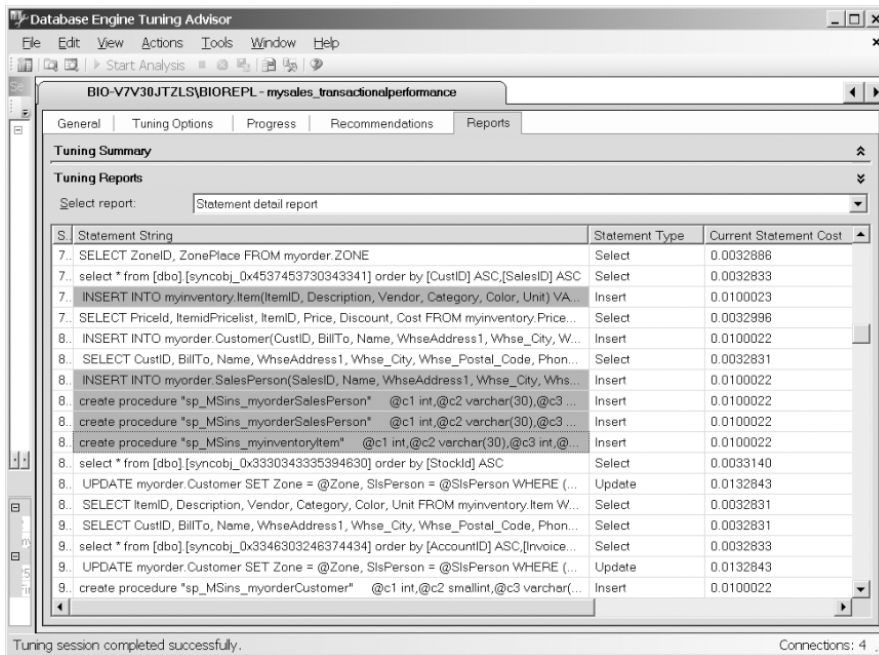 Database Engine Tuning Advisor
File Edit View Actions Tools Window Help
Start Analysis
BIO-V7V30JTZLS\BIOREPL - mysales_transactionalperformance
General Tuning Options Progress Recommendations Reports
Tuning Summary
Tuning Reports
Select report: Statement detail report
S.. Statement String Statement Type Current Statement Cost
7.. SELECT ZoneID, ZonePlace FROM myorder.ZONE Select 0.0032886
7.. select * from [dbo].[syncobj_0x4537453730343341] order by [CustID] ASC,[SalesID] ASC Select 0.0032833
7.. INSERT INTO myinventory.Item(ItemID, Description, Vendor, Category, Color, Unit) VA... Insert 0.0100023
7.. SELECT PriceId, ItemidPricelist, ItemID, Price, Discount, Cost FROM myinventory.Price... Select 0.0032996
8.. INSERT INTO myorder.Customer(CustID, BillTo, Name, WhseAddress1, Whse_City, W... Insert 0.0100022
8.. SELECT CustID, BillTo, Name, WhseAddress1, Whse_City, Whse_Postal_Code, Phon... Select 0.0032831
8.. INSERT INTO myorder.SalesPerson(SalesID, Name, WhseAddress1, Whse_City, Whs... Insert 0.0100022
8.. create procedure "sp_MSins_myorderSalesPerson" @c1 int,@c2 varchar(30),@c3 ... Insert 0.0100022
8.. create procedure "sp_MSins_myorderSalesPerson" @c1 int,@c2 varchar(30),@c3 ... Insert 0.0100022
8.. create procedure "sp_MSins_myinventoryItem" @c1 int,@c2 varchar(30),@c3 int,@... Insert 0.0100022
8.. select * from [dbo].[syncobj_0x3330343335394630] order by [StockId] ASC Select 0.0033140
8.. UPDATE myorder.Customer SET Zone = @Zone, SlsPerson = @SlsPerson WHERE (... Update 0.0132843
8.. SELECT ItemID, Description, Vendor, Category, Color, Unit FROM myinventory.Item W... Select 0.0032831
9.. SELECT CustID, BillTo, Name, WhseAddress1, Whse_City, Whse_Postal_Code, Phon... Select 0.0032831
9.. select * from [dbo].[syncobj_0x3346303246374434] order by [AccountID] ASC,[Invoice... Select 0.0032833
9.. UPDATE myorder.Customer SET Zone = @Zone, SlsPerson = @SlsPerson WHERE (... Update 0.0132843
9.. create procedure "sp_MSins_myorderCustomer" @c1 int,@c2 smallint,@c3 varchar(... Insert 0.0100022
Tuning session completed successfully. Connections: 4